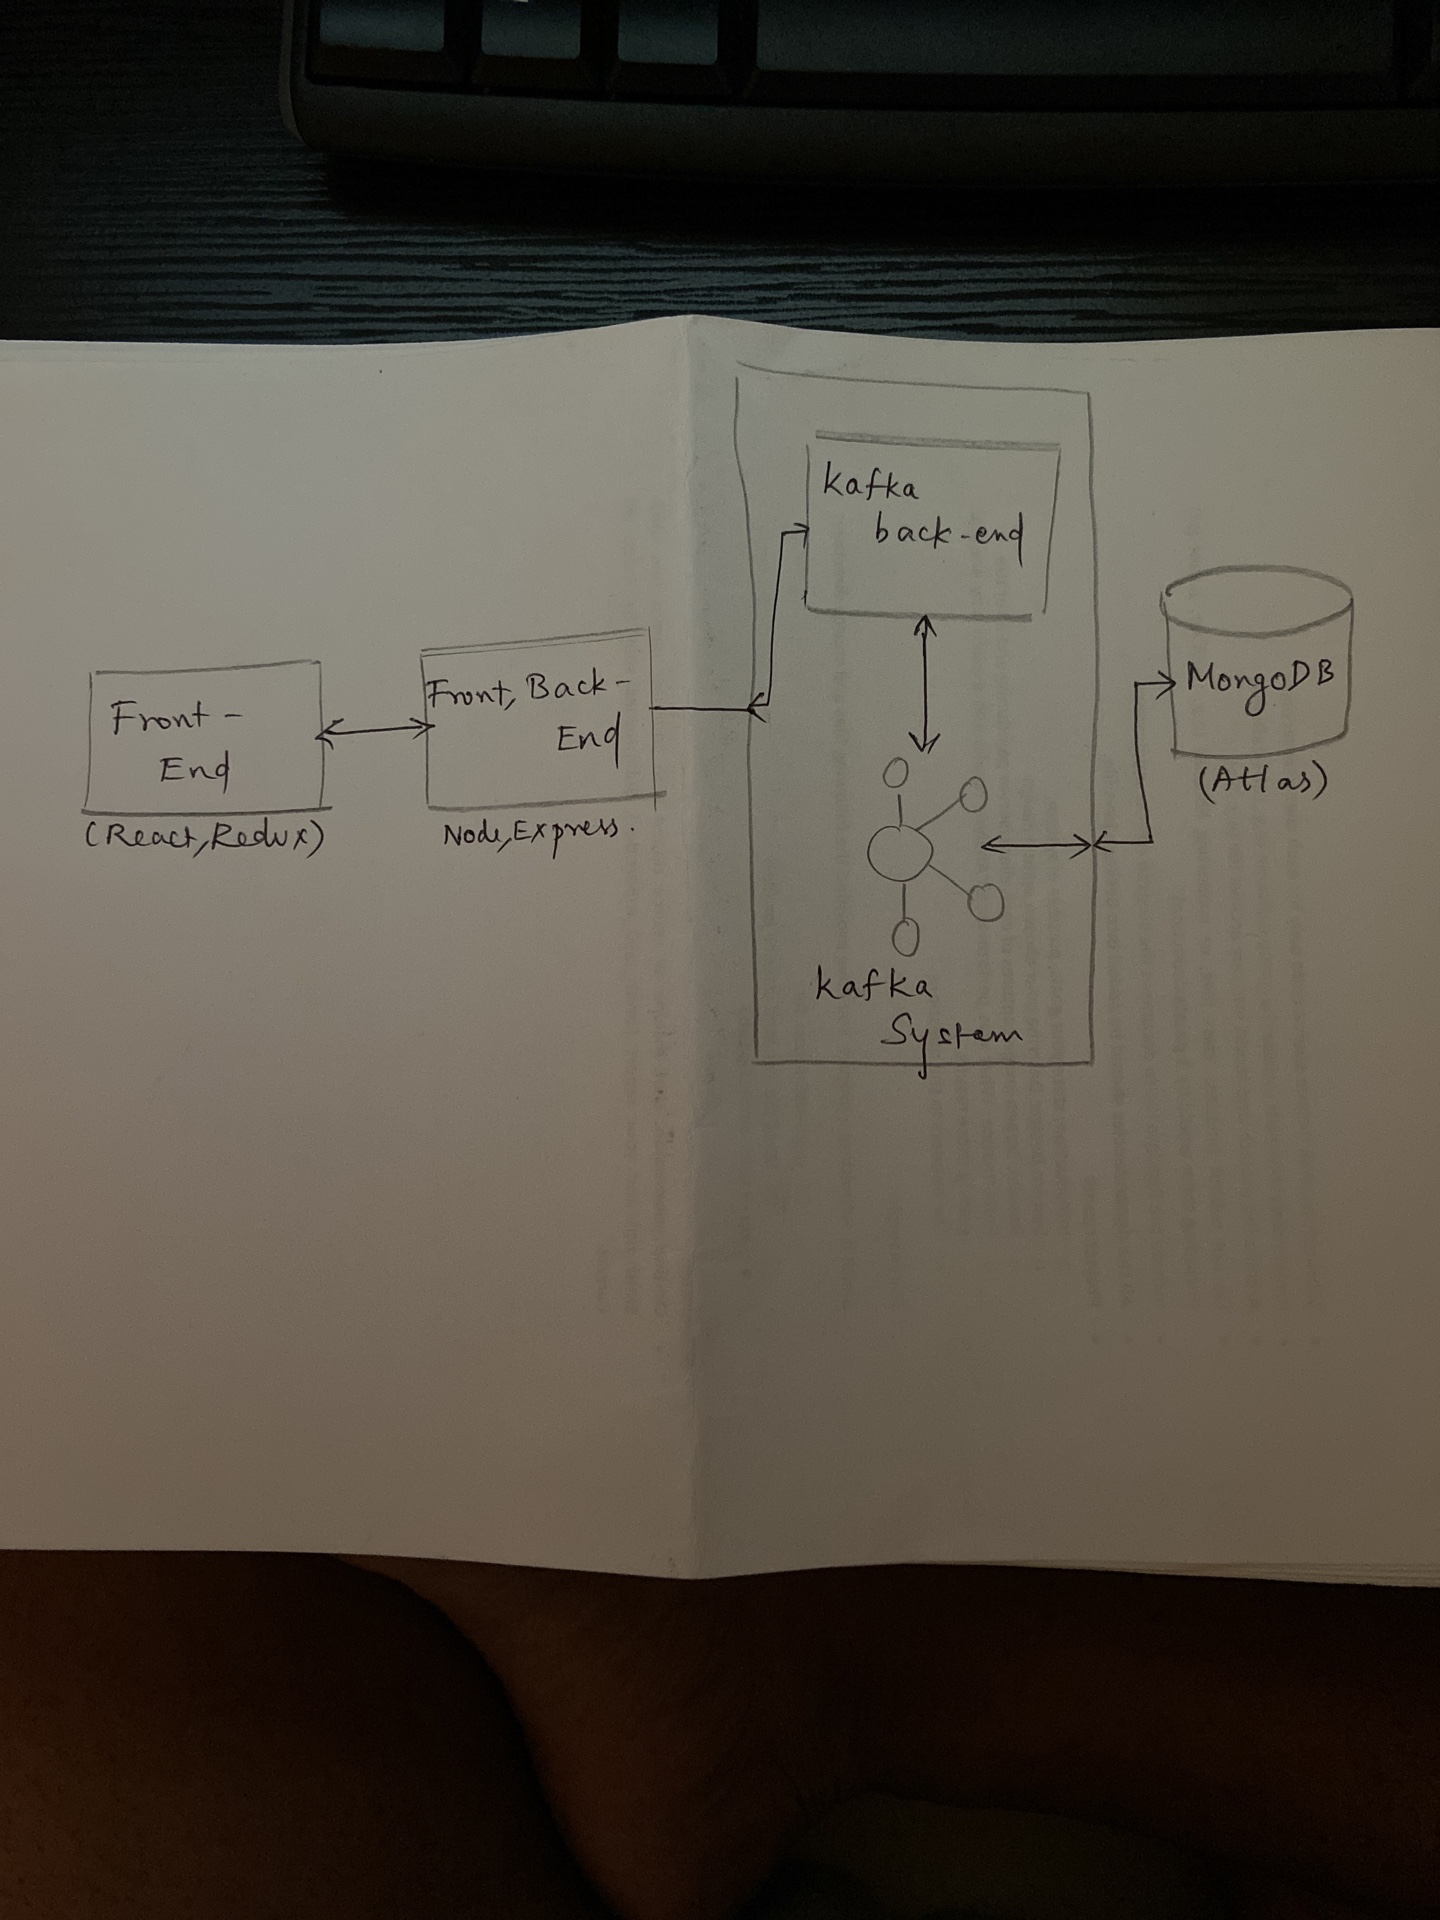 Front-
End
(React, Redux)
Front, Back-
End
Node, Express.
kafka
back-end
kafka
System
MongoDB
(Atlas)